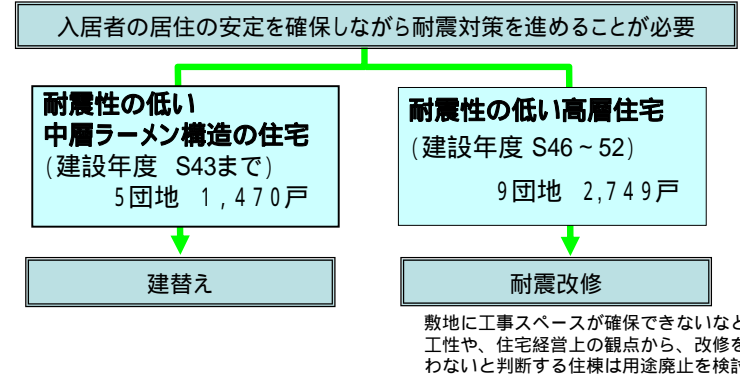 入居者の居住の安定を確保しながら耐震対策を進めることが必要
耐震性の低い
中層ラーメン構造の住宅
(建設年度 S43まで)
5団地 1,470戸
耐震性の低い高層住宅
(建設年度 S46～52)
9団地 2,749戸
建替え
耐震改修
敷地に工事スペースが確保できないなど
工性や、住宅経営上の観点から、改修を
わないと判断する住棟は用途廃止を検討